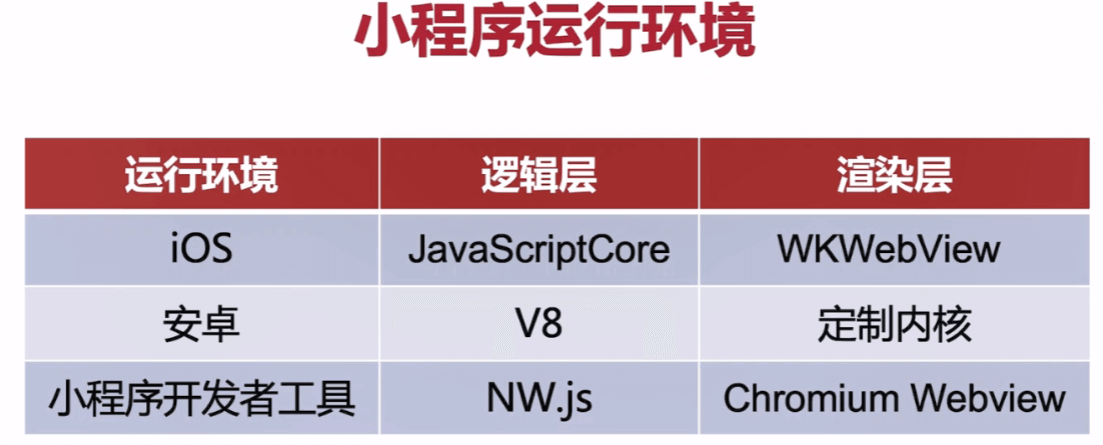 小程序运行环境
运行环境 逻辑层 渲染层
iOS JavaScriptCore WKWebView
安卓 V8 定制内核
小程序开发者工具 NW.js Chromium Webview